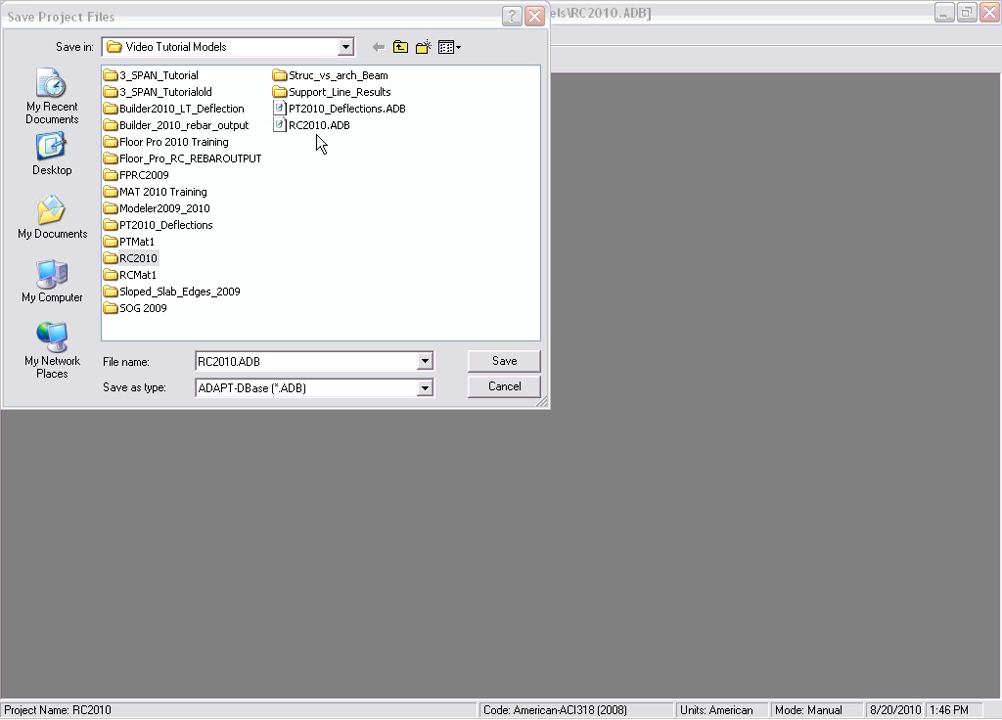 Save Project Files
els\RC2010.ADB]
Save in: Video Tutorial Models
My Recent
Documents
Desktop
My Documents
My Computer
My Network
Places
3_SPAN_Tutorial
3_SPAN_Tutorialold
Builder2010_LT_Deflection
Builder_2010_rebar_output
Floor Pro 2010 Training
Floor_Pro_RC_REBAROUTPUT
FPRC2009
MAT 2010 Training
Modeler2009_2010
PT2010_Deflections
PTMat1
RC2010
RCMat1
Sloped_Slab_Edges_2009
SOG 2009
Struc_vs_arch_Beam
Support_Line_Results
PT2010_Deflections.ADB
RC2010.ADB
File name: RC2010.ADB Save
Save as type: ADAPT-DBase (*.ADB) Cancel
Project Name: RC2010 Code: American-ACI318 (2008) Units: American Mode: Manual 8/20/2010 1:46 PM